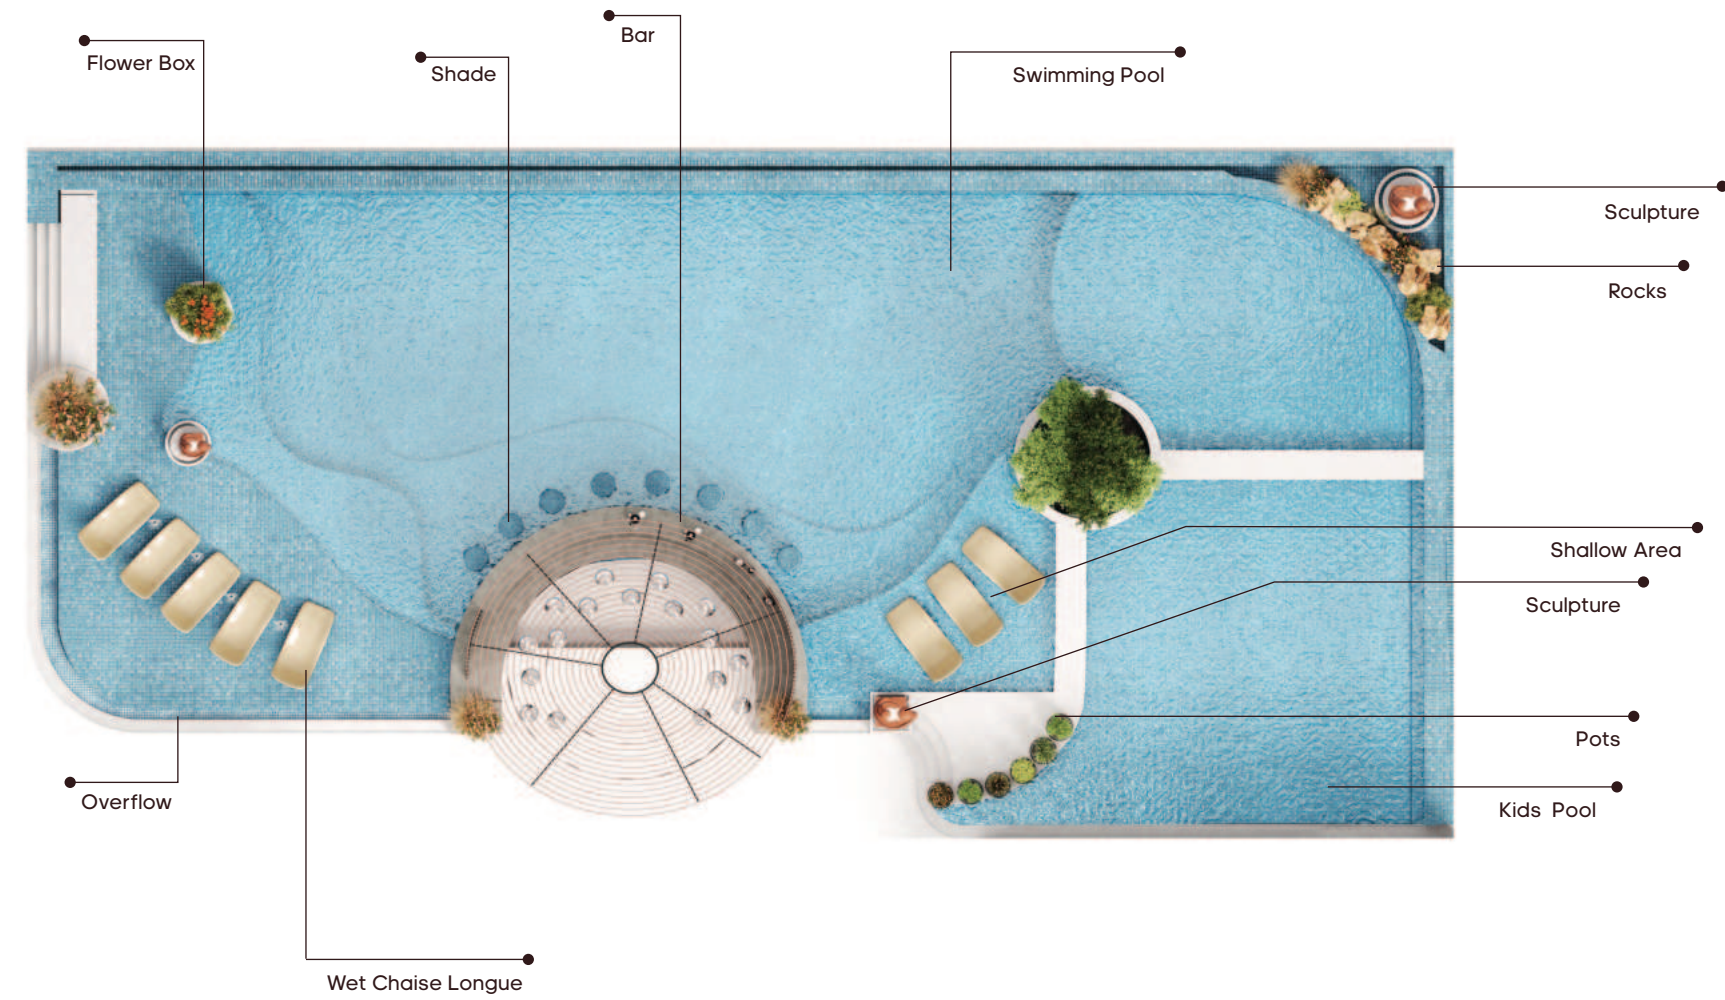 Bar
Flower Box
Shade
Swimming Pool
Sculpture
Rocks
Shallow Area
Sculpture
Pots
Overflow
Kids Pool
Wet Chaise Longue